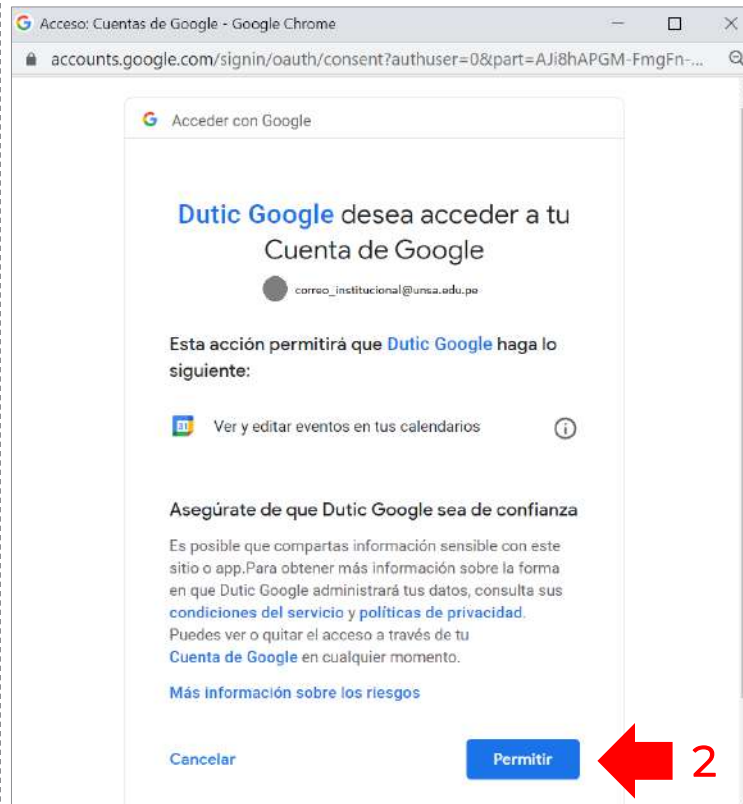 Acceso: Cuentas de Google - Google Chrome
accounts.google.com/signin/oauth/consent?authuser=0&part=AJi8hAPGM-FmgFn-...
Acceder con Google
Dutic Google desea acceder a tu
Cuenta de Google
correo_institucional@unsa.edu.pe
Esta acción permitirá que Dutic Google haga lo
siguiente:
31 Ver y editar eventos en tus calendarios
Asegúrate de que Dutic Google sea de confianza
Es posible que compartas información sensible con este
sitio o app.Para obtener más información sobre la forma
en que Dutic Google administrará tus datos, consulta sus
condiciones del servicio y políticas de privacidad.
Puedes ver o quitar el acceso a través de tu
Cuenta de Google en cualquier momento.
Más información sobre los riesgos
Cancelar Permitir 2